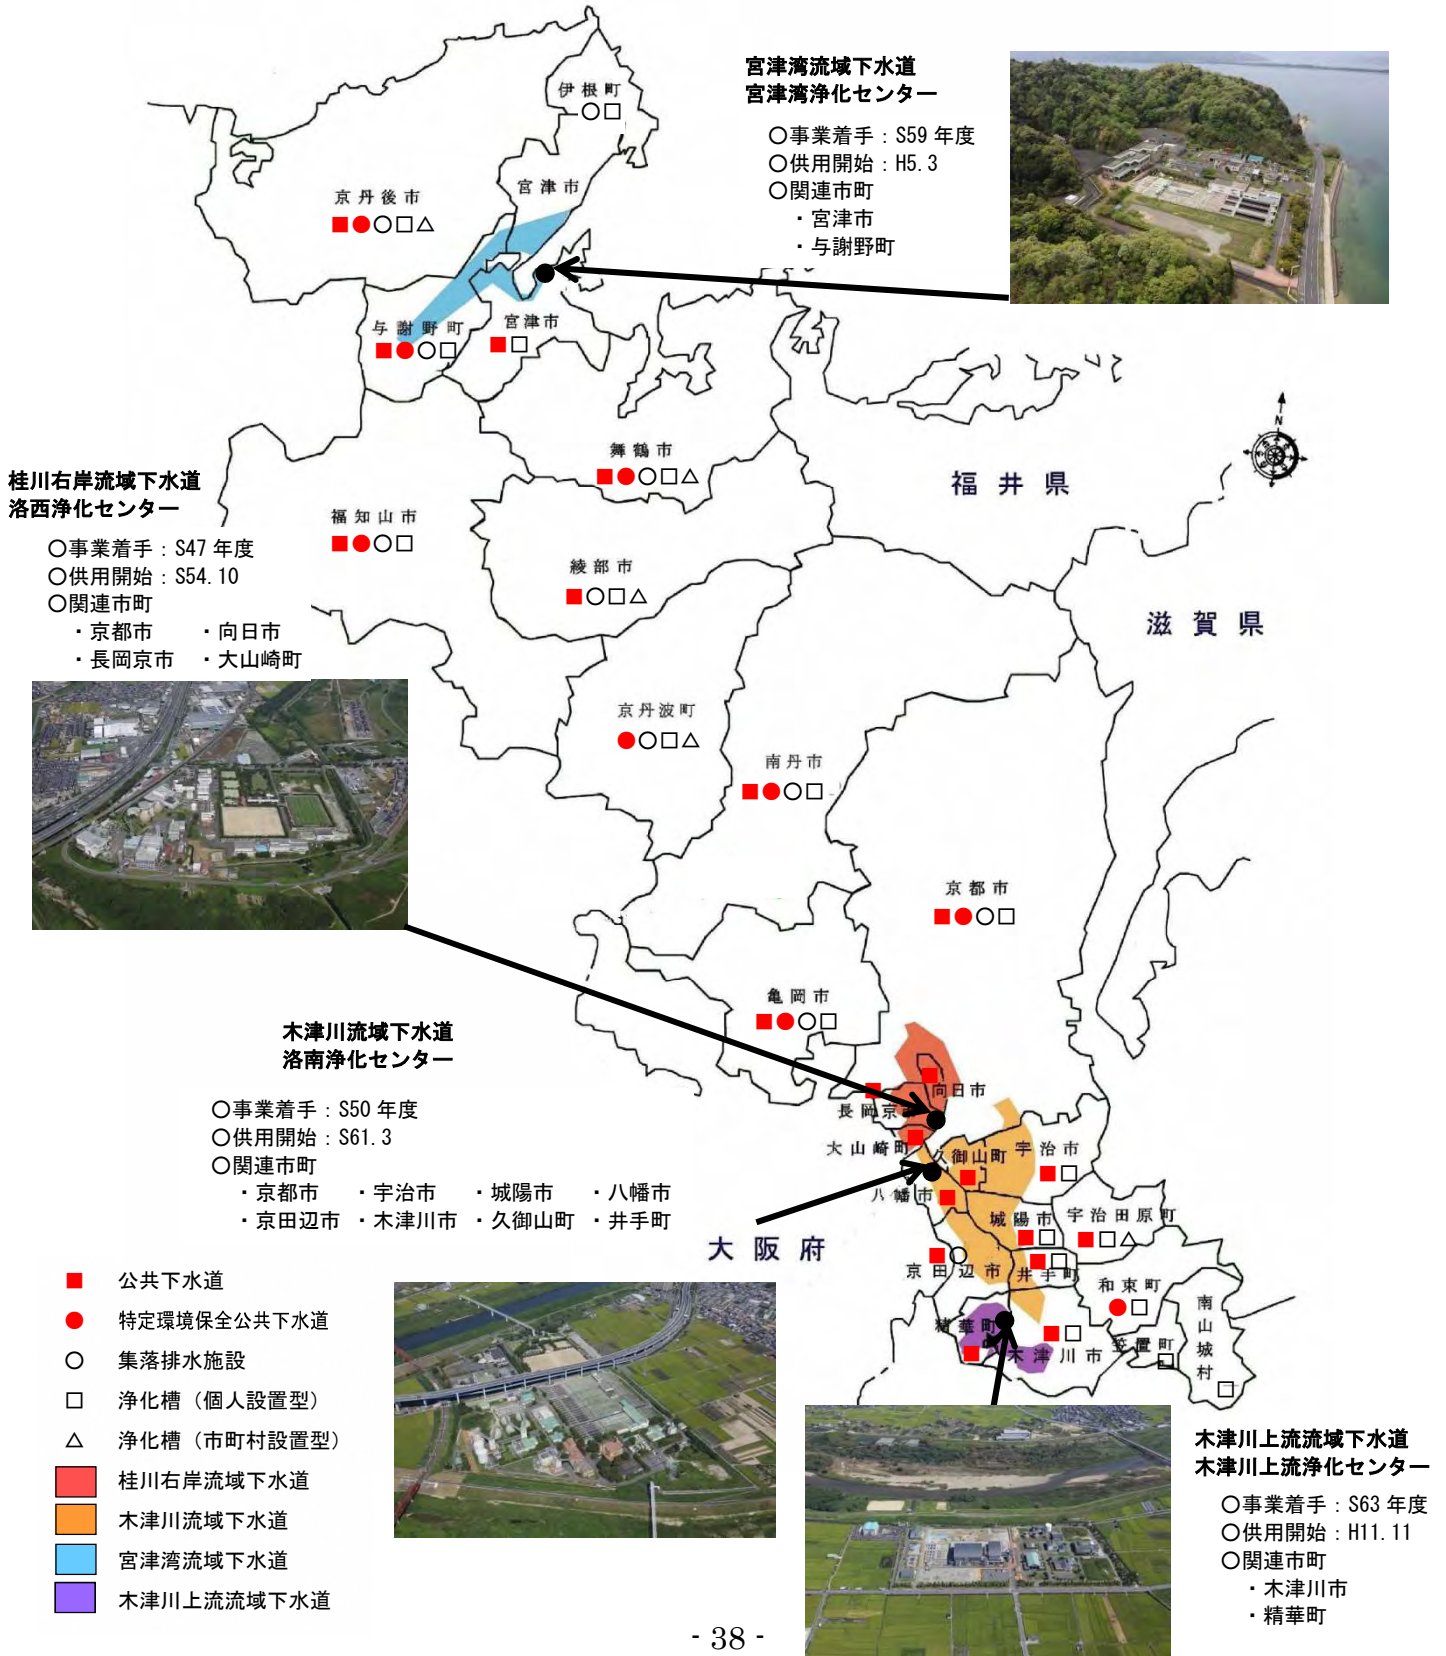 宮津湾流域下水道
宮津湾浄化センター
〇事業着手：S59 年度
〇供用開始：H5.3
〇関連市町
・宮津市
・与謝野町
伊根町
〇□
宮津市
京丹後市
■●〇□△
与謝野町
■●〇□
宮津市
■□
舞鶴市
■●〇□△
福井県
N
桂川右岸流域下水道
洛西浄化センター
〇事業着手：S47 年度
〇供用開始：S54.10
〇関連市町
・京都市 ・向日市
・長岡京市 ・大山崎町
福知山市
■●〇□
綾部市
■〇□△
滋賀県
京丹波町
●〇□△
南丹市
■●〇□
京都市
■●〇□
亀岡市
■●〇□
木津川流域下水道
洛南浄化センター
〇事業着手：S50 年度
〇供用開始：S61.3
〇関連市町
・京都市 ・宇治市 ・城陽市 ・八幡市
・京田辺市 ・木津川市 ・久御山町 ・井手町
向日市
長岡京
大山崎町
久御山町
宇治市
■□
八幡市
城陽市
■□
宇治田原町
■□△
大阪府
京田辺市
■〇
井手町
■□
和束町
●□
南山城村
□
精華町
■
木津川市
■□
笠置町
□
■ 公共下水道
● 特定環境保全公共下水道
〇 集落排水施設
□ 浄化槽（個人設置型）
△ 浄化槽（市町村設置型）
桂川右岸流域下水道
木津川流域下水道
宮津湾流域下水道
木津川上流流域下水道
木津川上流流域下水道
木津川上流浄化センター
〇事業着手：S63 年度
〇供用開始：H11.11
〇関連市町
・木津川市
・精華町
- 38 -